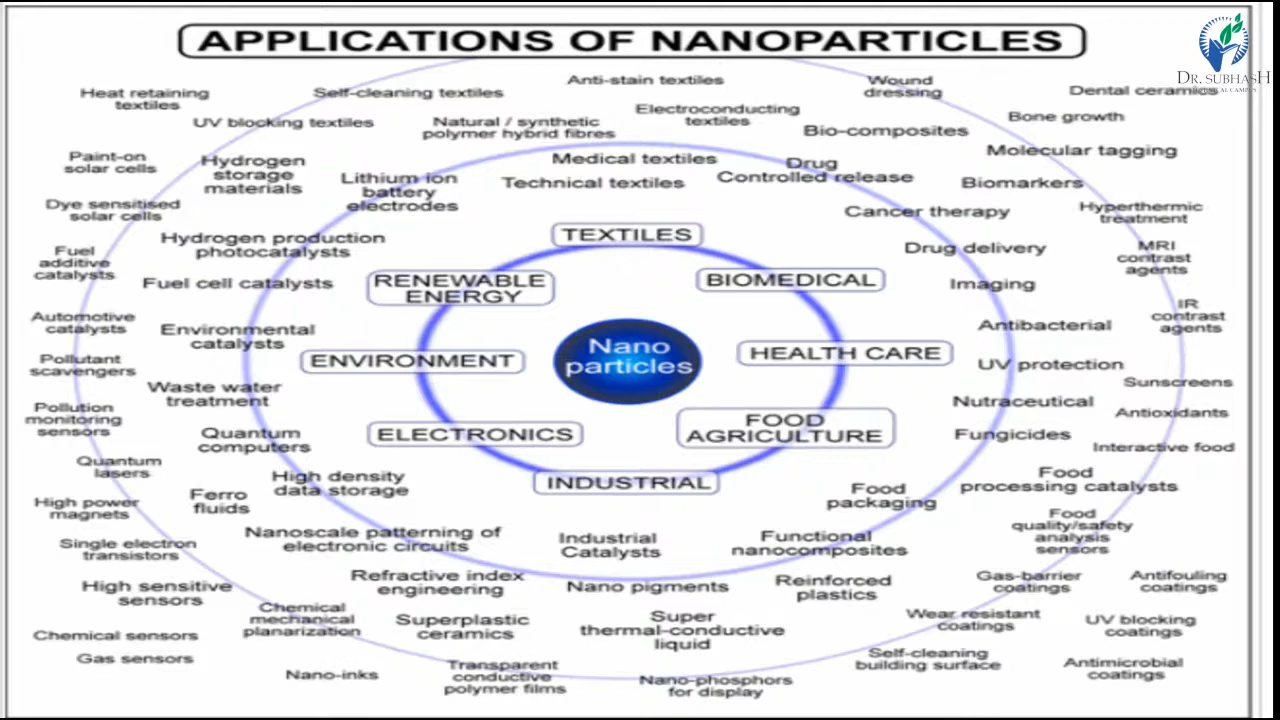 APPLICATIONS OF NANOPARTICLES
DR. SUBHASH
Heat retaining
textiles
Self-cleaning textiles
Anti-stain textiles
Wound
dressing
Dental ceramics
UV blocking textiles
Natural / synthetic
polymer hybrid fibres
Electroconducting
textiles
Bio-composites
Bone growth
Paint-on
solar cells
Hydrogen
storage
materials
Lithium ion
battery
electrodes
Medical textiles
Technical textiles
Drug
Controlled release
Molecular tagging
Biomarkers
Dye sensitised
solar cells
Cancer therapy
Hyperthermic
treatment
Hydrogen production
photocatalysts
TEXTILES
Drug delivery
MRI
contrast
agents
Fuel
additive
catalysts
Fuel cell catalysts
RENEWABLE
ENERGY
BIOMEDICAL
Imaging
IR
contrast
agents
Automotive
catalysts
Environmental
catalysts
Nano
particles
Antibacterial
Pollutant
scavengers
ENVIRONMENT
HEALTH CARE
UV protection
Sunscreens
Waste water
treatment
Nutraceutical
Antioxidants
Pollution
monitoring
sensors
Quantum
computers
ELECTRONICS
FOOD
AGRICULTURE
Fungicides
Interactive food
Quantum
lasers
High density
data storage
INDUSTRIAL
Food
packaging
Food
processing catalysts
High power
magnets
Ferro
fluids
Food
quality/safety
analysis
sensors
Single electron
transistors
Nanoscale patterning of
electronic circuits
Industrial
Catalysts
Functional
nanocomposites
High sensitive
sensors
Refractive index
engineering
Nano pigments
Reinforced
plastics
Gas-barrier
coatings
Antifouling
coatings
Chemical sensors
Chemical
mechanical
planarization
Superplastic
ceramics
Super
thermal-conductive
liquid
Wear resistant
coatings
UV blocking
coatings
Gas sensors
Nano-inks
Transparent
conductive
polymer films
Nano-phosphors
for display
Self-cleaning
building surface
Antimicrobial
coatings